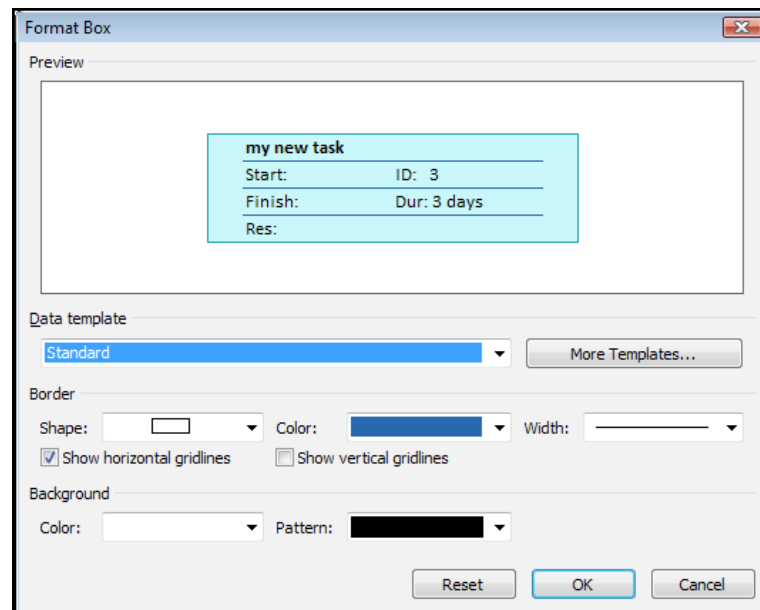 Format Box
Preview
my new task
Start: ID: 3
Finish: Dur: 3 days
Res:
Data template
Standard More Templates...
Border
Shape: Color: Width:
Show horizontal gridlines Show vertical gridlines
Background
Color: Pattern:
Reset OK Cancel